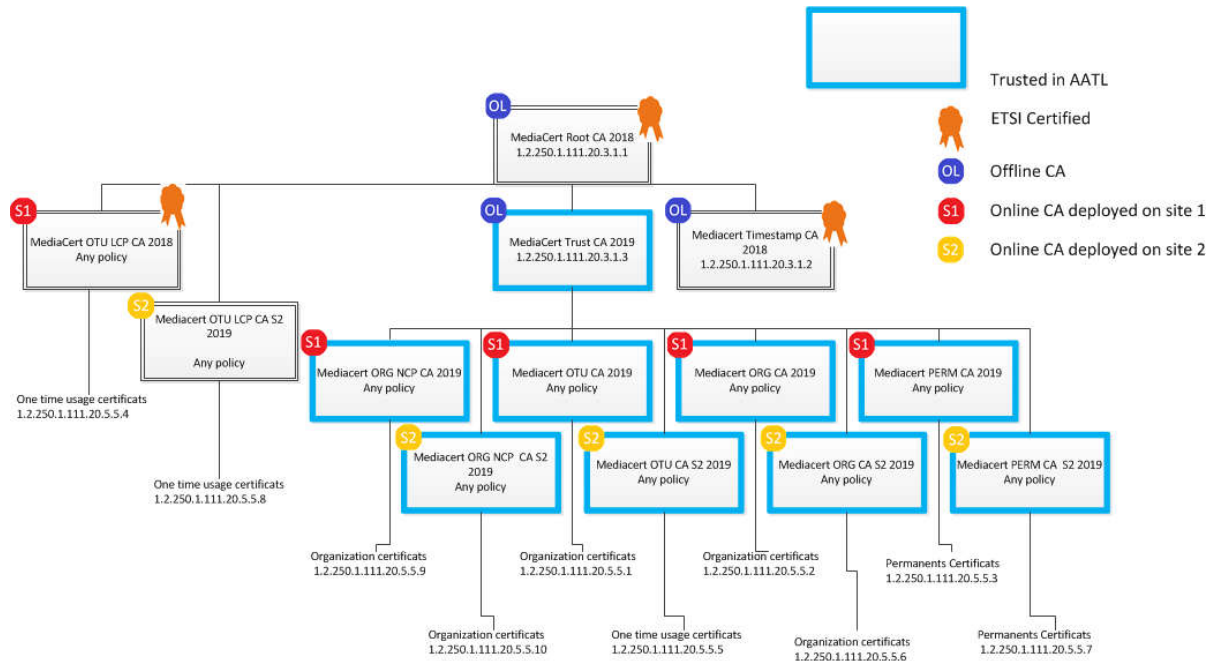 Trusted in AATL
ETSI Certified
OL
Offline CA
S1
Online CA deployed on site 1
S2
Online CA deployed on site 2
OL
MediaCert Root CA 2018
1.2.250.1.111.20.3.1.1
S1
MediaCert OTU LCP CA 2018
Any policy
OL
MediaCert Trust CA 2019
1.2.250.1.111.20.3.1.3
OL
Mediacert Timestamp CA
2018
1.2.250.1.111.20.3.1.2
S2
Mediacert OTU LCP CA S2
2019
Any policy
S1
Mediacert ORG NCP CA 2019
Any policy
S1
Mediacert OTU CA 2019
Any policy
S1
Mediacert ORG CA 2019
Any policy
S1
Mediacert PERM CA 2019
Any policy
One time usage certificats
1.2.250.1.111.20.5.5.4
S2
Mediacert ORG NCP CA S2
2019
Any policy
S2
Mediacert OTU CA S2 2019
Any policy
S2
Mediacert ORG CA S2 2019
Any policy
S2
Mediacert PERM CA S2 2019
Any policy
One time usage certificats
1.2.250.1.111.20.5.5.8
Organization certificats
1.2.250.1.111.20.5.5.9
Organization certificats
1.2.250.1.111.20.5.5.1
Organization certificats
1.2.250.1.111.20.5.5.2
Permanents Certificats
1.2.250.1.111.20.5.5.3
Organization certificats
1.2.250.1.111.20.5.5.10
One time usage certificats
1.2.250.1.111.20.5.5.5
Organization certificats
1.2.250.1.111.20.5.5.6
Permanents Certificats
1.2.250.1.111.20.5.5.7